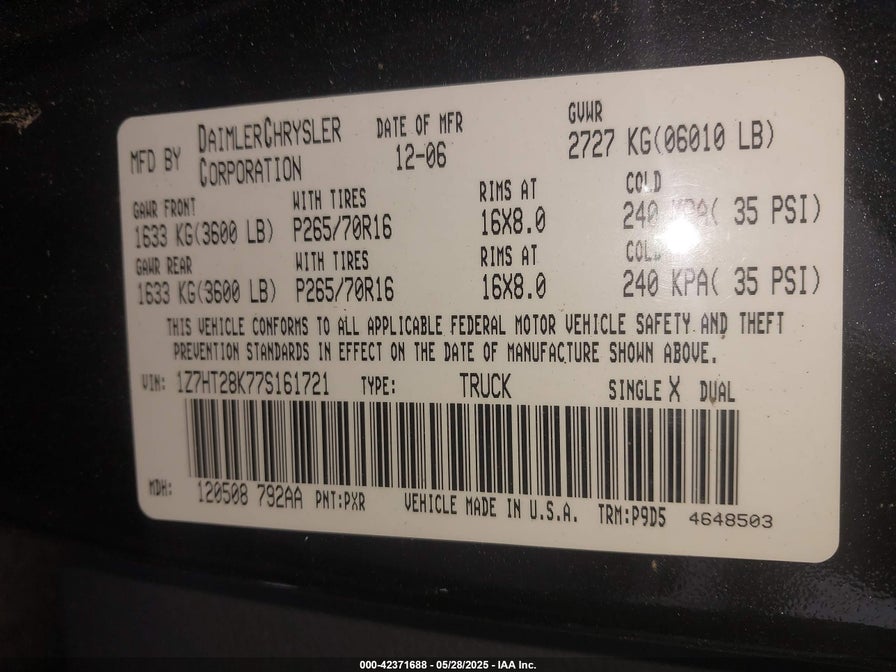 MFD BY DAIMLERCHRYSLER CORPORATION DATE OF MFR 12-06 GVWR 2727 KG(06010 LB)
GAWR FRONT WITH TIRES RIMS AT COLD
1633 KG(3600 LB) P265/70R16 16X8.0 240 KPA( 35 PSI)
GAWR REAR WITH TIRES RIMS AT COLD
1633 KG(3600 LB) P265/70R16 16X8.0 240 KPA( 35 PSI)
THIS VEHICLE CONFORMS TO ALL APPLICABLE FEDERAL MOTOR VEHICLE SAFETY AND THEFT
PREVENTION STANDARDS IN EFFECT ON THE DATE OF MANUFACTURE SHOWN ABOVE.
VIN: 1Z7HT28K77S161721 TYPE: TRUCK SINGLE X DUAL
MDH: 120508 792AA PNT:PXR VEHICLE MADE IN U.S.A. TRM:P9D5 4648503
000-42371688 - 05/28/2025 - IAA Inc.